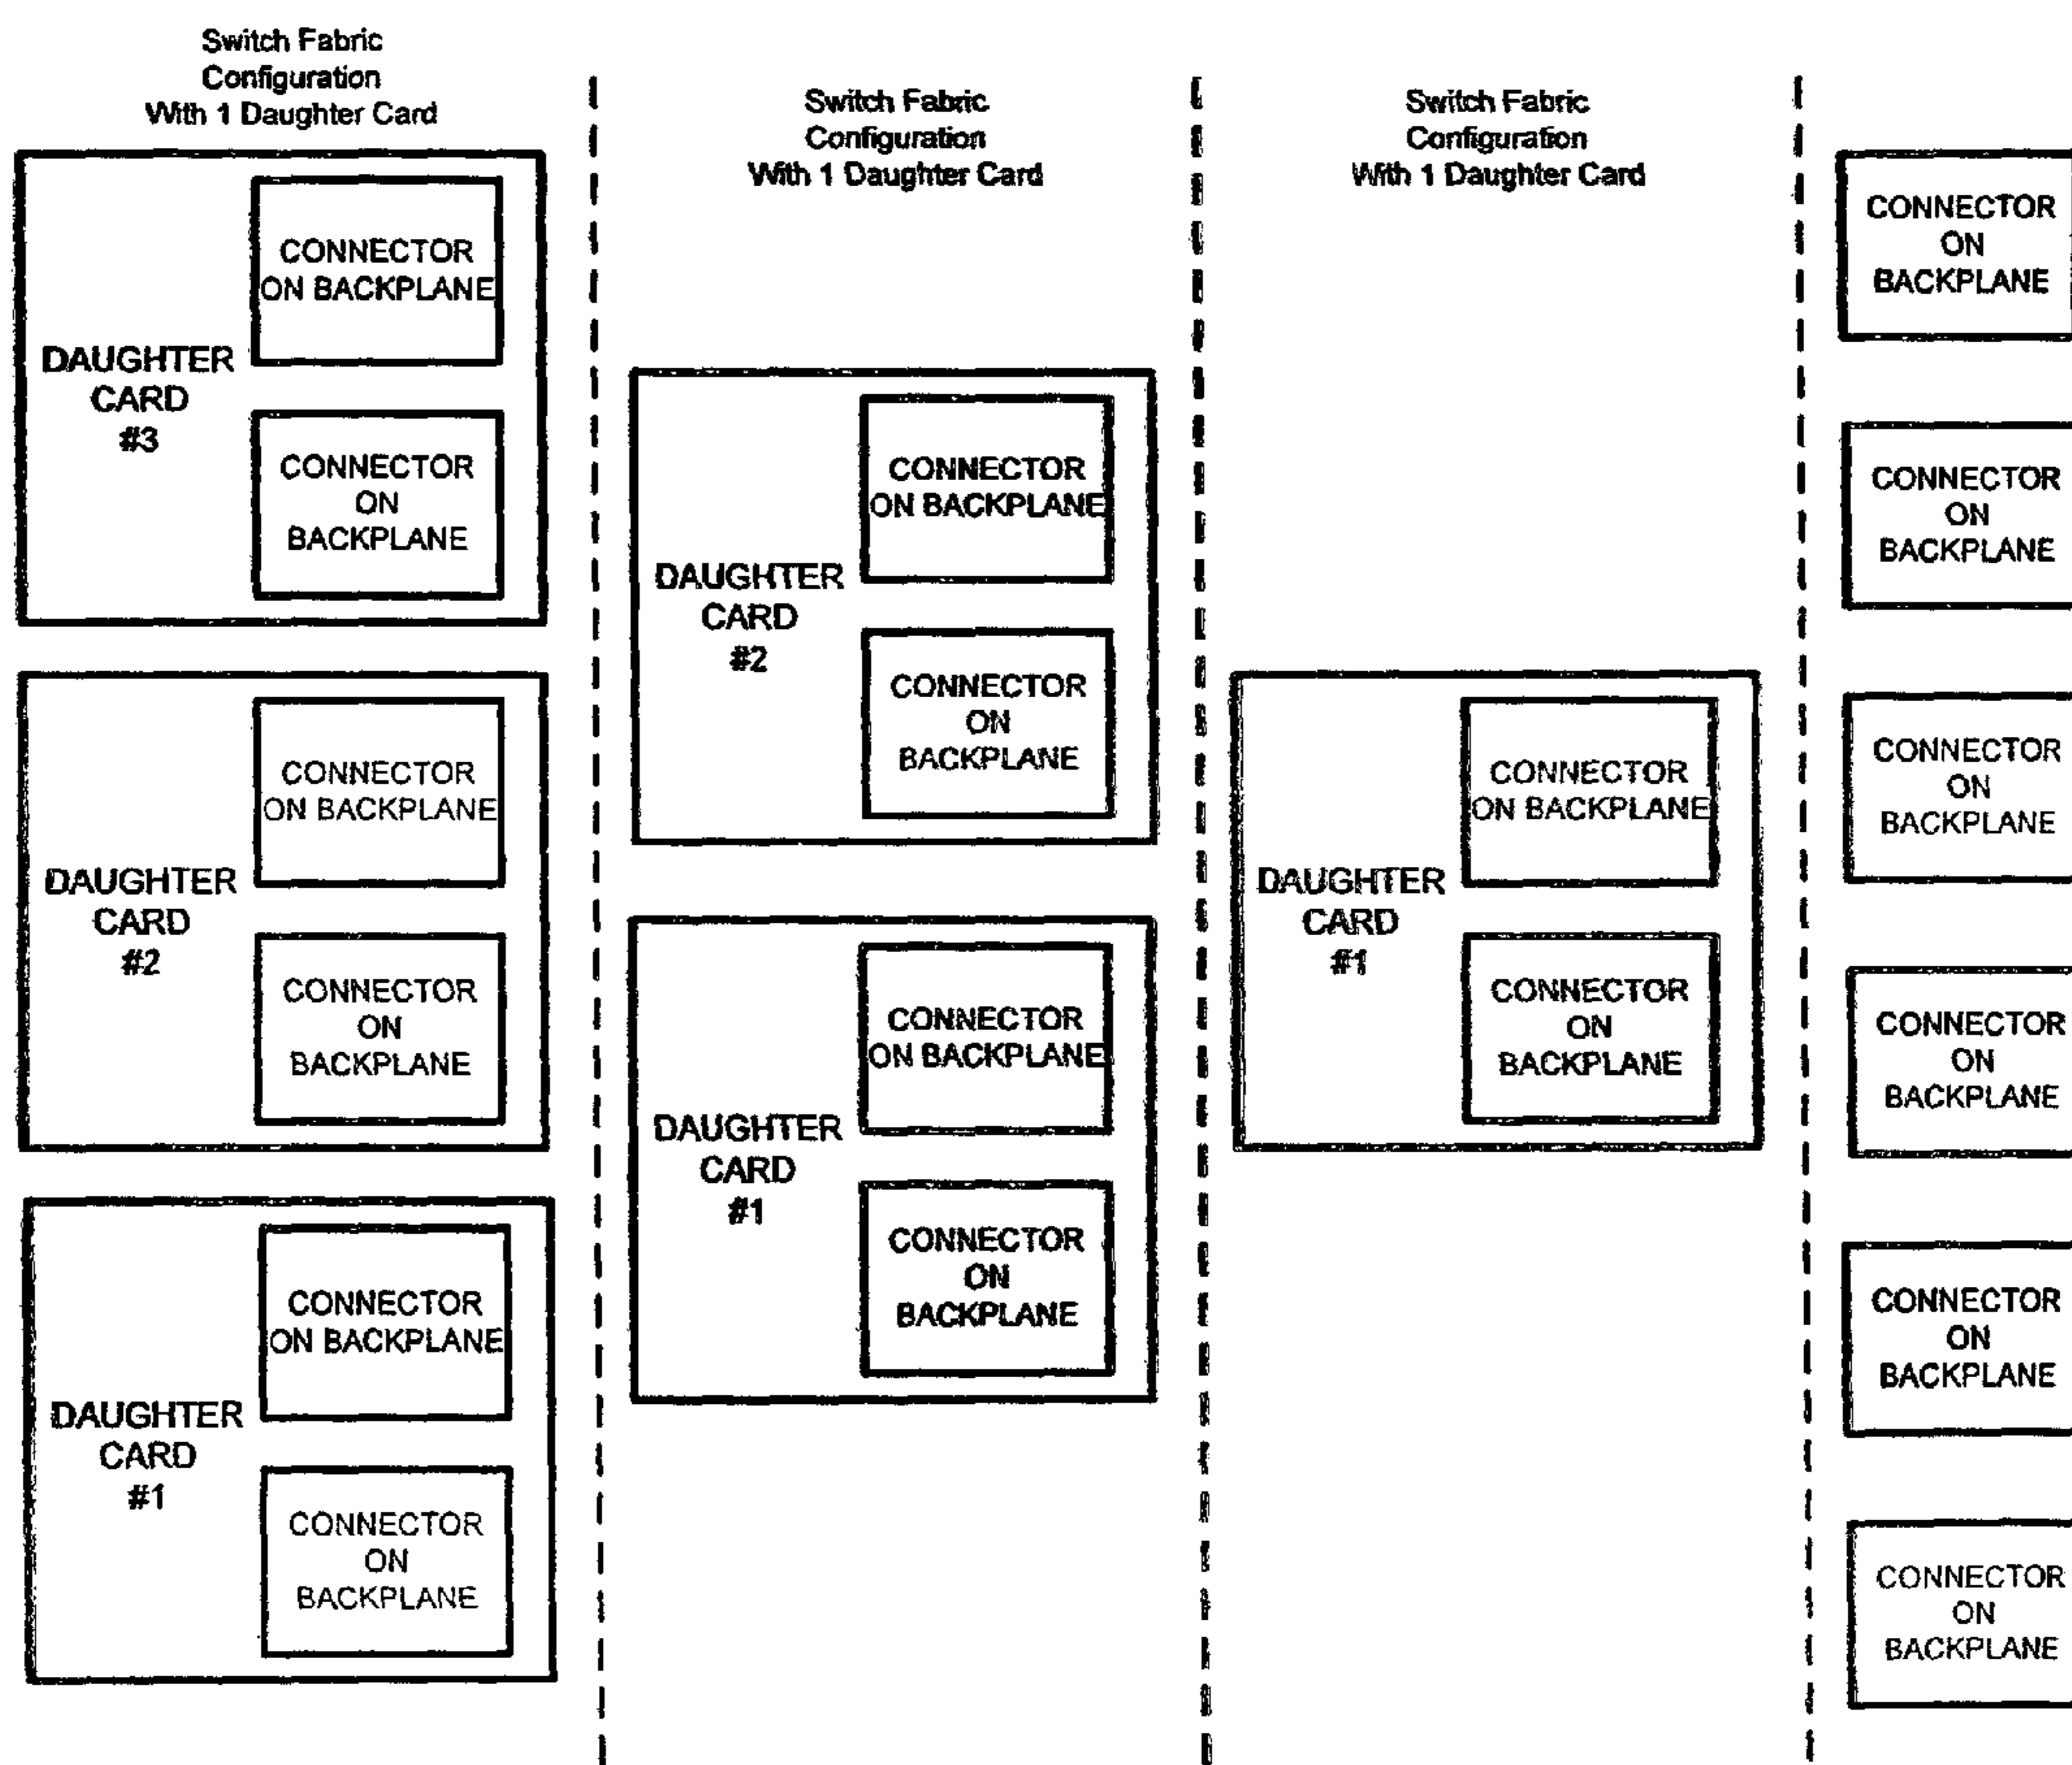 Switch Fabric
Configuration
With 1 Daughter Card
CONNECTOR
ON BACKPLANE
DAUGHTER
CARD
#3
CONNECTOR
ON
BACKPLANE
CONNECTOR
ON BACKPLANE
DAUGHTER
CARD
#2
CONNECTOR
ON
BACKPLANE
CONNECTOR
ON BACKPLANE
DAUGHTER
CARD
#1
CONNECTOR
ON
BACKPLANE
Switch Fabric
Configuration
With 1 Daughter Card
CONNECTOR
ON BACKPLANE
DAUGHTER
CARD
#2
CONNECTOR
ON
BACKPLANE
CONNECTOR
ON BACKPLANE
DAUGHTER
CARD
#1
CONNECTOR
ON
BACKPLANE
Switch Fabric
Configuration
With 1 Daughter Card
CONNECTOR
ON BACKPLANE
DAUGHTER
CARD
#1
CONNECTOR
ON
BACKPLANE
CONNECTOR
ON
BACKPLANE
CONNECTOR
ON
BACKPLANE
CONNECTOR
ON
BACKPLANE
CONNECTOR
ON
BACKPLANE
CONNECTOR
ON
BACKPLANE
CONNECTOR
ON
BACKPLANE